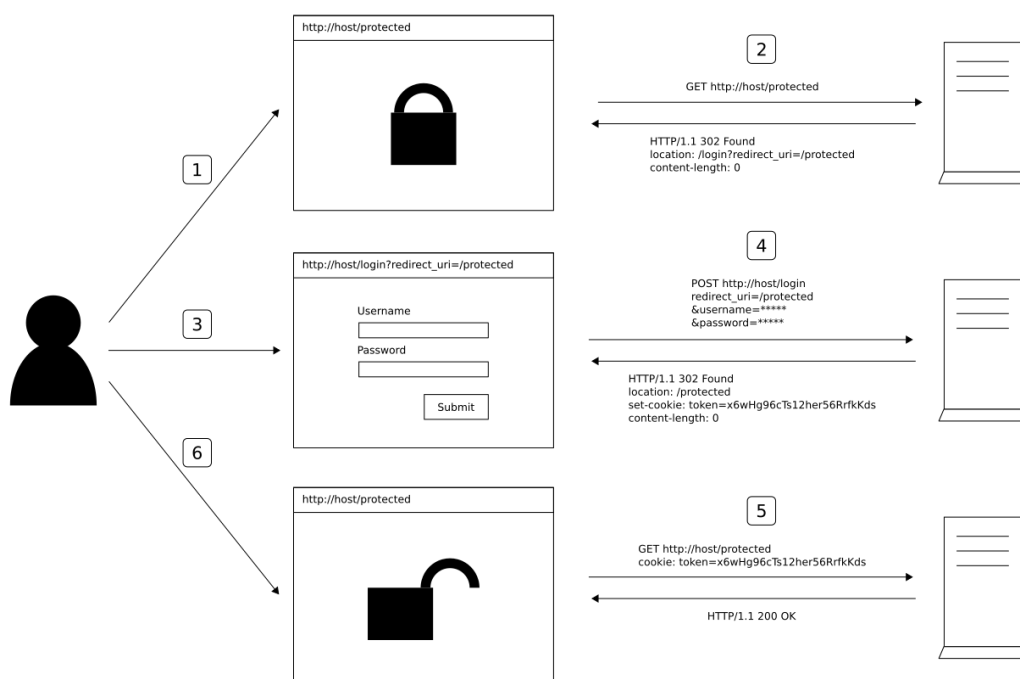 http://host/protected
2
GET http://host/protected
HTTP/1.1 302 Found
location: /login?redirect_uri=/protected
content-length: 0
1
http://host/login?redirect_uri=/protected
4
POST http://host/login
redirect_uri=/protected
&username=*****
&password=*****
3
Username
Password
Submit
HTTP/1.1 302 Found
location: /protected
set-cookie: token=x6wHg96cTs12her56RrfkKds
content-length: 0
6
http://host/protected
5
GET http://host/protected
cookie: token=x6wHg96cTs12her56RrfkKds
HTTP/1.1 200 OK